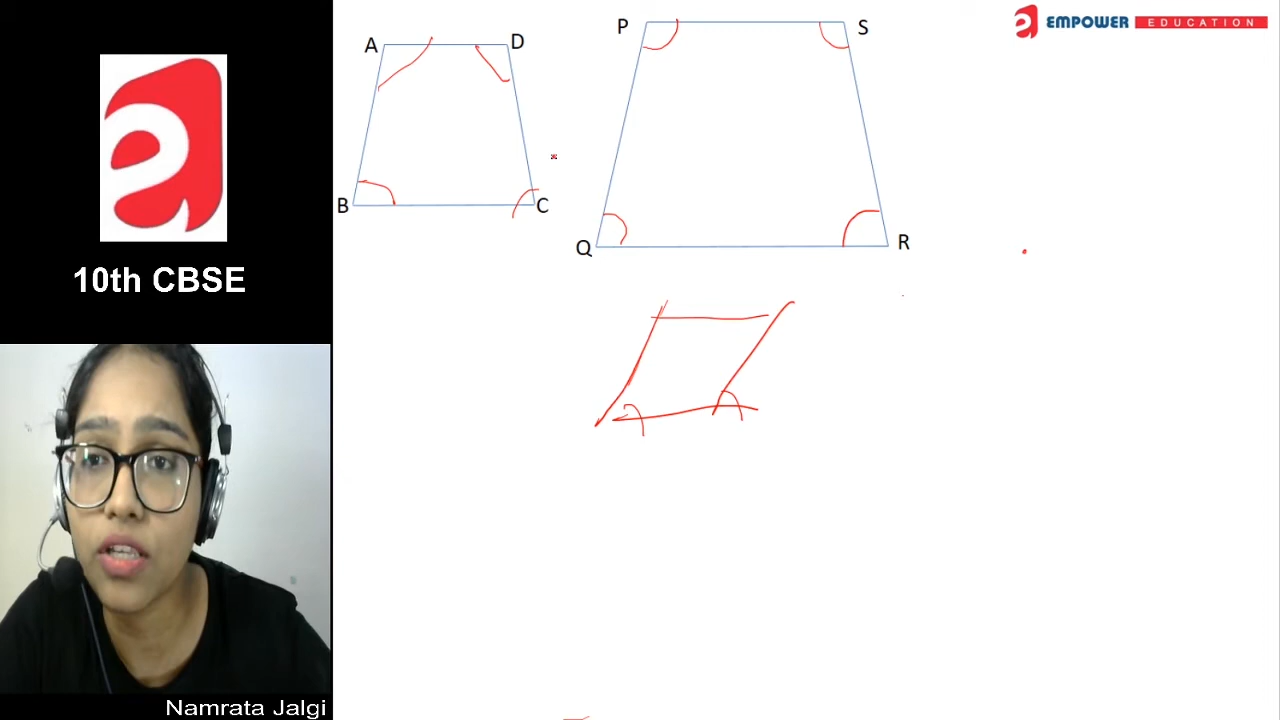 EMPOWER EDUCATION
10th CBSE
A D
B C
P S
Q R
Namrata Jalgi